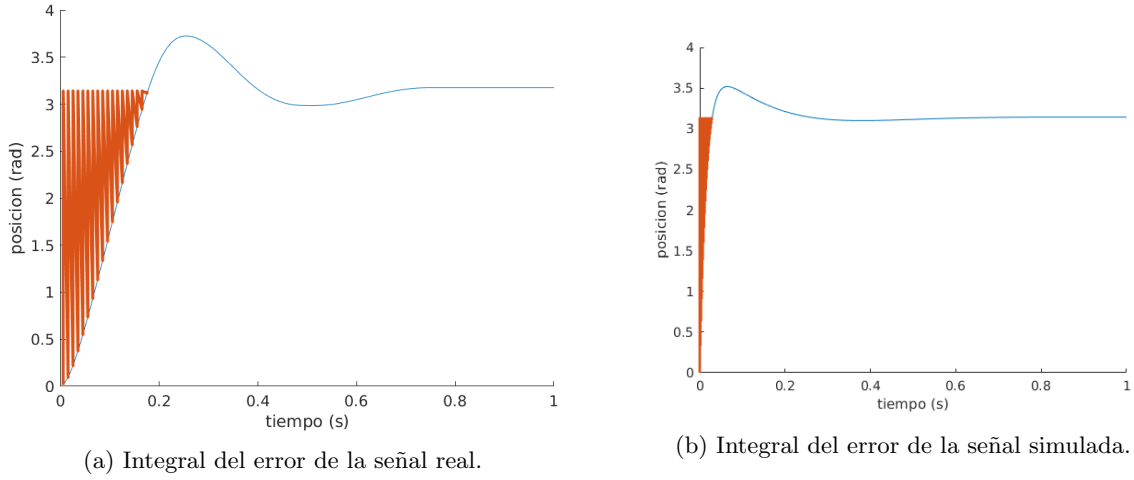 4
3.5
3
2.5
2
1.5
1
0.5
0
posicion (rad)
0 0.2 0.4 0.6 0.8 1
tiempo (s)
(a) Integral del error de la señal real.
4
3.5
3
2.5
2
1.5
1
0.5
0
posicion (rad)
0 0.2 0.4 0.6 0.8 1
tiempo (s)
(b) Integral del error de la señal simulada.